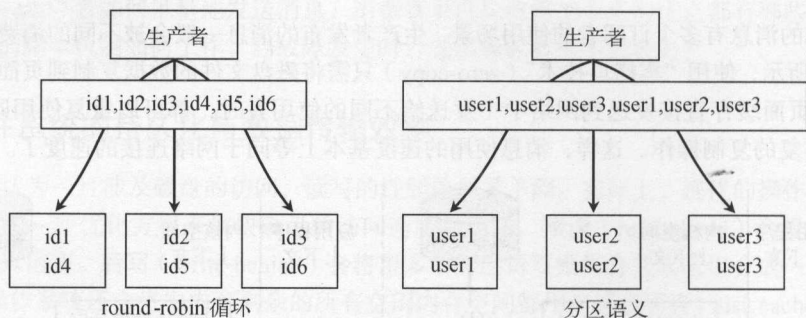 生产者
id1,id2,id3,id4,id5,id6
id1
id4
id2
id5
id3
id6
round-robin 循环
生产者
user1,user2,user3,user1,user2,user3
user1
user1
user2
user2
user3
user3
分区语义